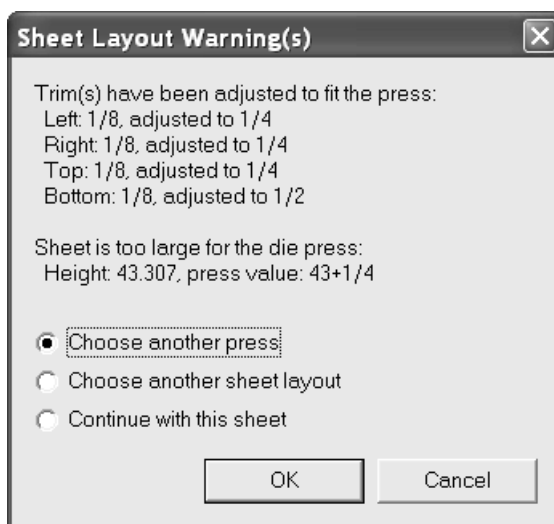 Sheet Layout Warning(s)
Trim(s) have been adjusted to fit the press:
Left: 1/8, adjusted to 1/4
Right: 1/8, adjusted to 1/4
Top: 1/8, adjusted to 1/4
Bottom: 1/8, adjusted to 1/2
Sheet is too large for the die press:
Height: 43.307, press value: 43+1/4
Choose another press
Choose another sheet layout
Continue with this sheet
OK Cancel